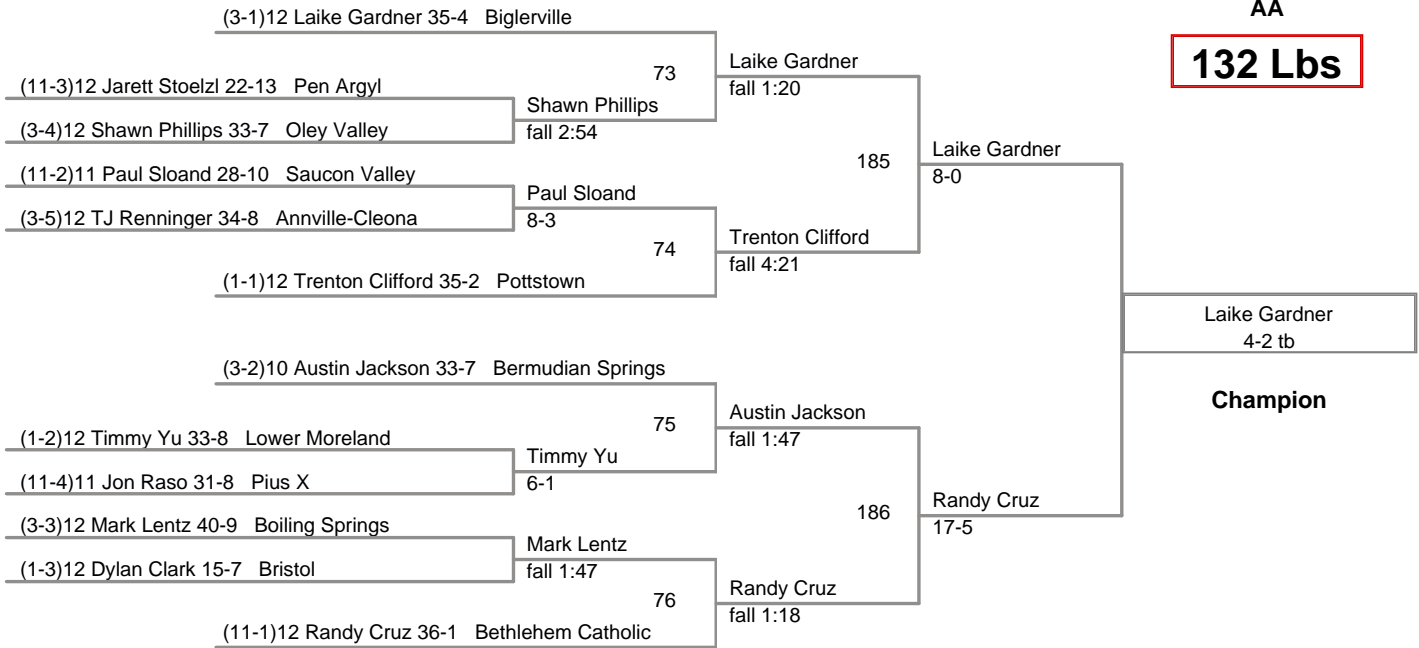 AA
132 Lbs
(3-1)12 Laike Gardner 35-4 Biglerville
73
Laike Gardner
fall 1:20
(11-3)12 Jarett Stoelzl 22-13 Pen Argyl
Shawn Phillips
fall 2:54
(3-4)12 Shawn Phillips 33-7 Oley Valley
185
Laike Gardner
8-0
(11-2)11 Paul Sloand 28-10 Saucon Valley
Paul Sloand
8-3
(3-5)12 TJ Renninger 34-8 Annville-Cleona
74
Trenton Clifford
fall 4:21
(1-1)12 Trenton Clifford 35-2 Pottstown
Laike Gardner
4-2 tb
Champion
(3-2)10 Austin Jackson 33-7 Bermudian Springs
75
Austin Jackson
fall 1:47
(1-2)12 Timmy Yu 33-8 Lower Moreland
Timmy Yu
6-1
(11-4)11 Jon Raso 31-8 Pius X
186
Randy Cruz
17-5
(3-3)12 Mark Lentz 40-9 Boiling Springs
Mark Lentz
fall 1:47
(1-3)12 Dylan Clark 15-7 Bristol
76
Randy Cruz
fall 1:18
(11-1)12 Randy Cruz 36-1 Bethlehem Catholic